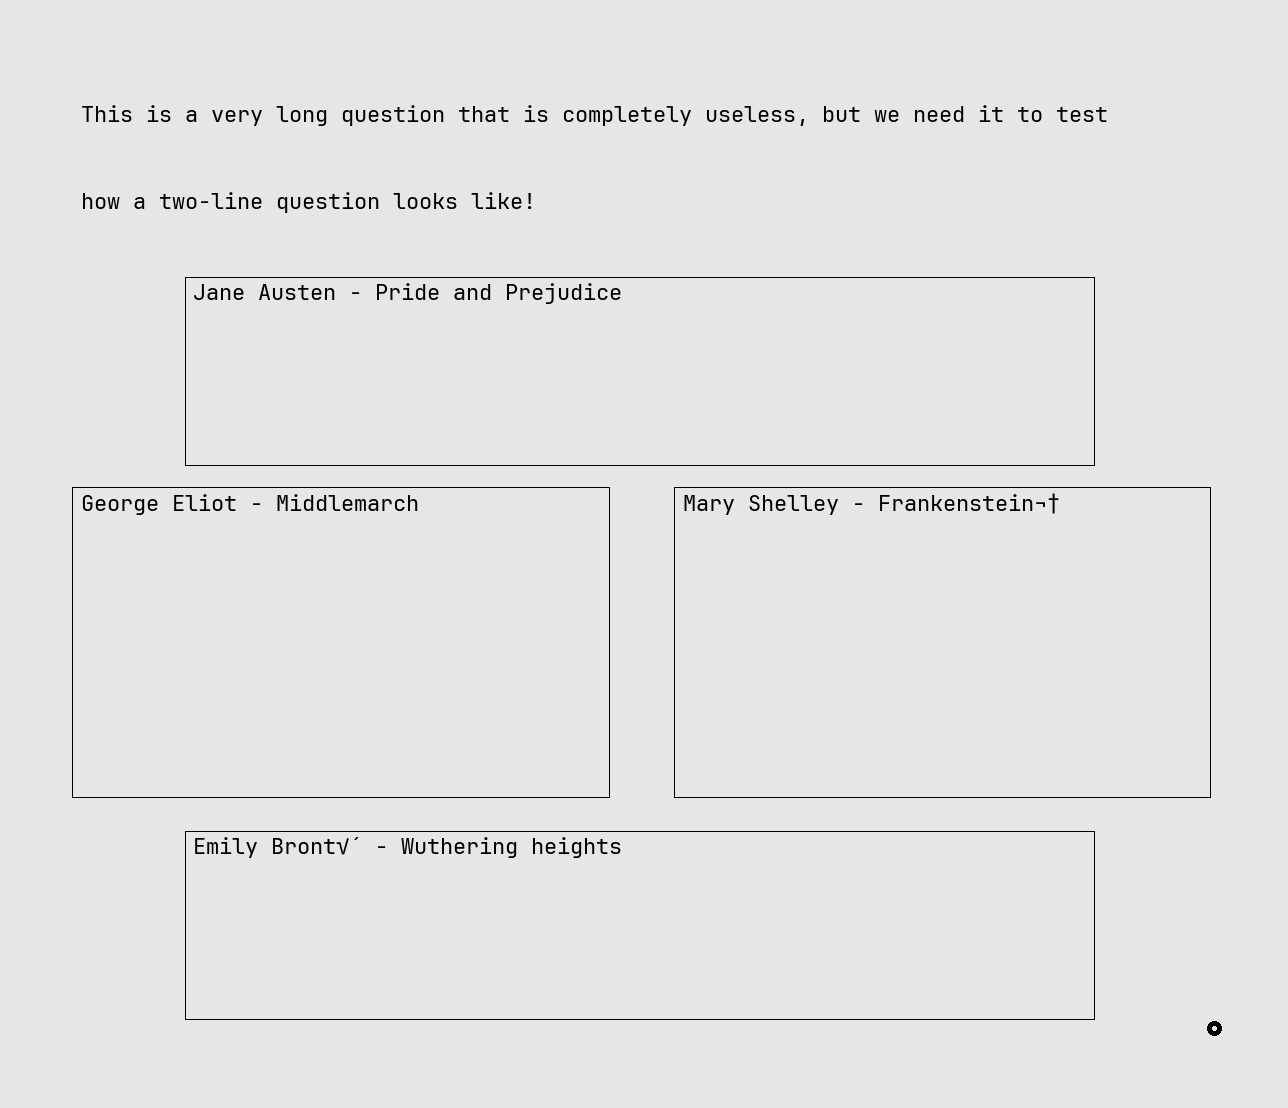 This is a very long question that is completely useless, but we need it to test
how a two-line question looks like!
Jane Austen - Pride and Prejudice
George Eliot - Middlemarch
Mary Shelley - Frankenstein¬†
Emily Bront√´ - Wuthering heights